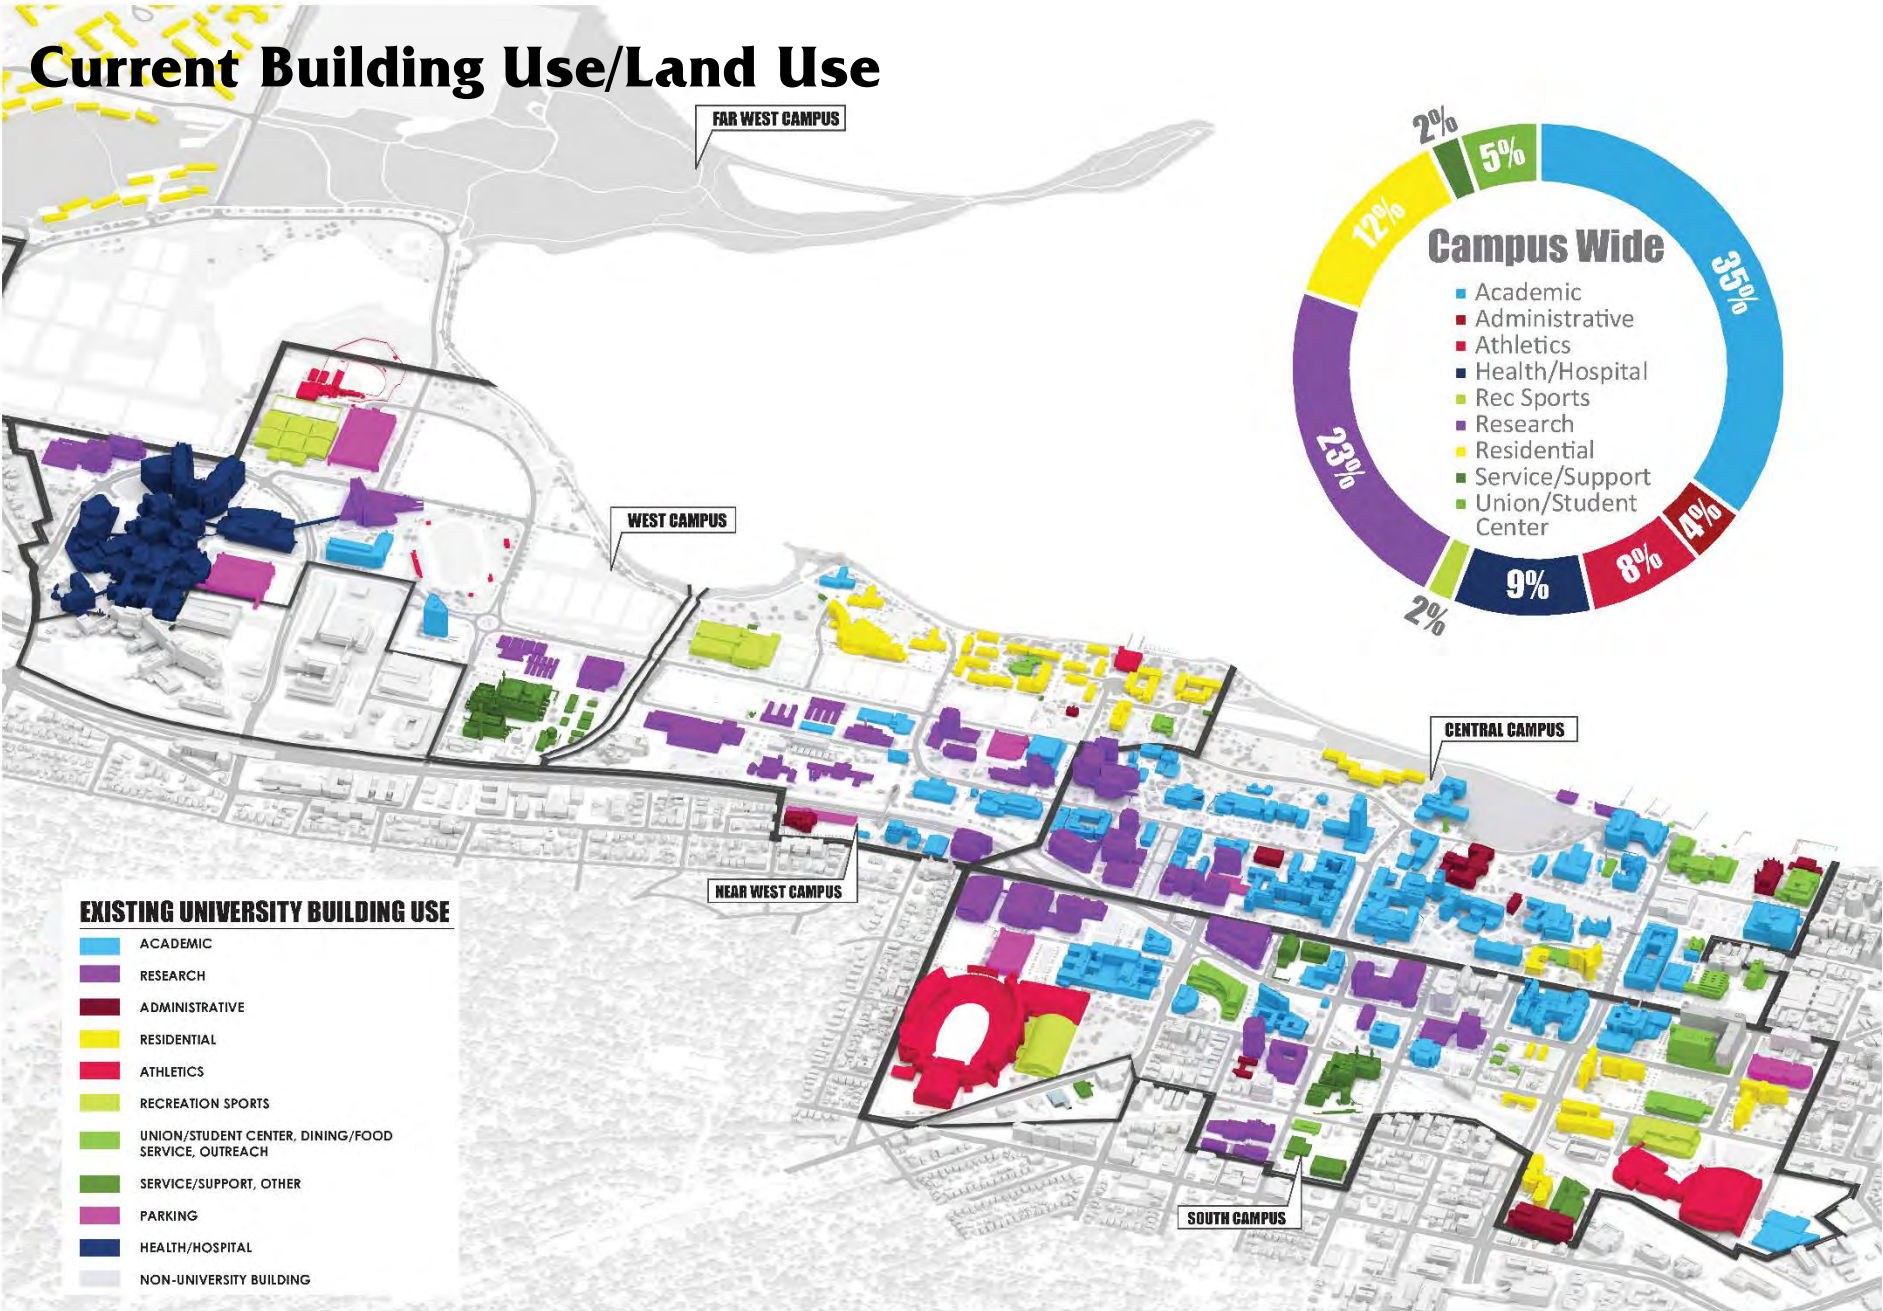 Current Building Use/Land Use
FAR WEST CAMPUS
2%
5%
12%
35%
Campus Wide
Academic
Administrative
Athletics
Health/Hospital
Rec Sports
Research
Residential
Service/Support
Union/Student
Center
23%
4%
8%
9%
2%
WEST CAMPUS
CENTRAL CAMPUS
NEAR WEST CAMPUS
SOUTH CAMPUS
EXISTING UNIVERSITY BUILDING USE
ACADEMIC
RESEARCH
ADMINISTRATIVE
RESIDENTIAL
ATHLETICS
RECREATION SPORTS
UNION/STUDENT CENTER, DINING/FOOD
SERVICE, OUTREACH
SERVICE/SUPPORT, OTHER
PARKING
HEALTH/HOSPITAL
NON-UNIVERSITY BUILDING